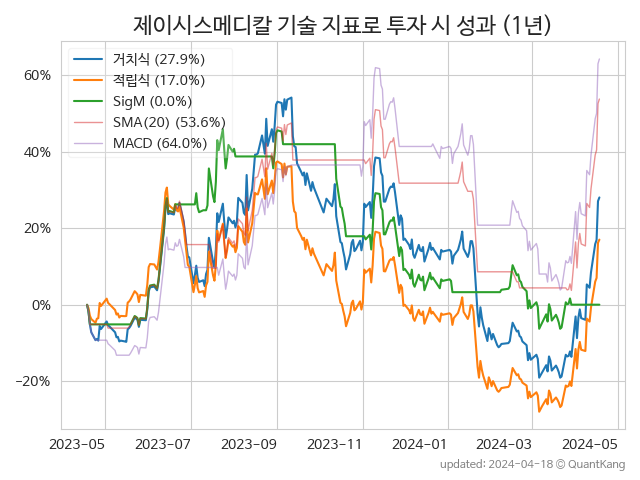 제이시스메디칼 기술 지표로 투자 시 성과 (1년)
거치식 (27.9%)
적립식 (17.0%)
SigM (0.0%)
SMA(20) (53.6%)
MACD (64.0%)
60%
40%
20%
0%
−20%
2023-05 2023-07 2023-09 2023-11 2024-01 2024-03 2024-05
updated: 2024-04-18 © QuantKang